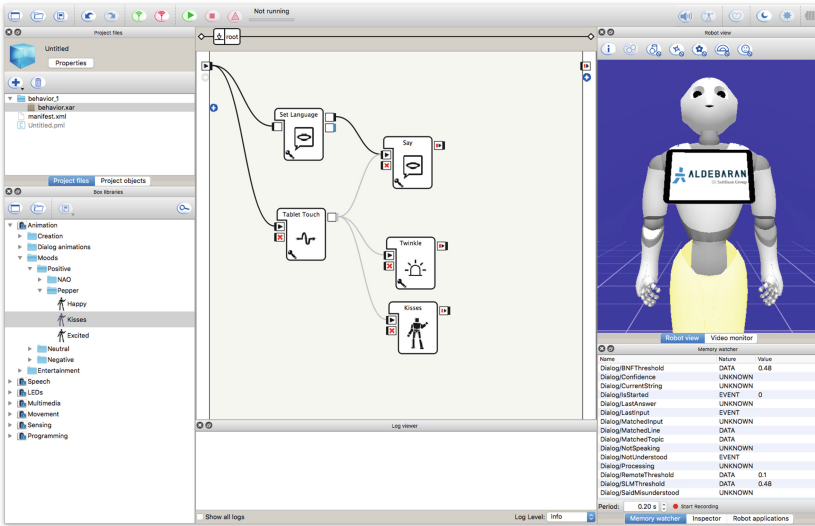 Not running
Project files
Untitled
Properties
behavior_1
behavior.xar
manifest.xml
Untitled.pml
Project files Project objects
Box libraries
Animation
Creation
Dialog animations
Moods
Positive
NAO
Pepper
Happy
Kisses
Excited
Neutral
Negative
Entertainment
Speech
LEDs
Multimedia
Movement
Sensing
Programming
root
Set Language
Say
Tablet Touch
Twinkle
Kisses
Log viewer
Show all logs Log Level: Info
Robot view
ALDEBARAN
SoftBank Group
Robot view Video monitor
Memory watcher
Name Nature Value
Dialog/BNFThreshold DATA 0.48
Dialog/Confidence UNKNOWN
Dialog/CurrentString UNKNOWN
Dialog/IsStarted EVENT 0
Dialog/LastAnswer UNKNOWN
Dialog/LastInput EVENT
Dialog/MatchedInput UNKNOWN
Dialog/MatchedLine DATA
Dialog/MatchedTopic DATA
Dialog/NotSpeaking UNKNOWN
Dialog/NotUnderstood EVENT
Dialog/Processing UNKNOWN
Dialog/RemoteThreshold DATA 0.1
Dialog/SLMThreshold DATA 0.48
Dialog/SaidMisunderstood UNKNOWN
Period: 0.20 s Start Recording
Memory watcher Inspector Robot applications